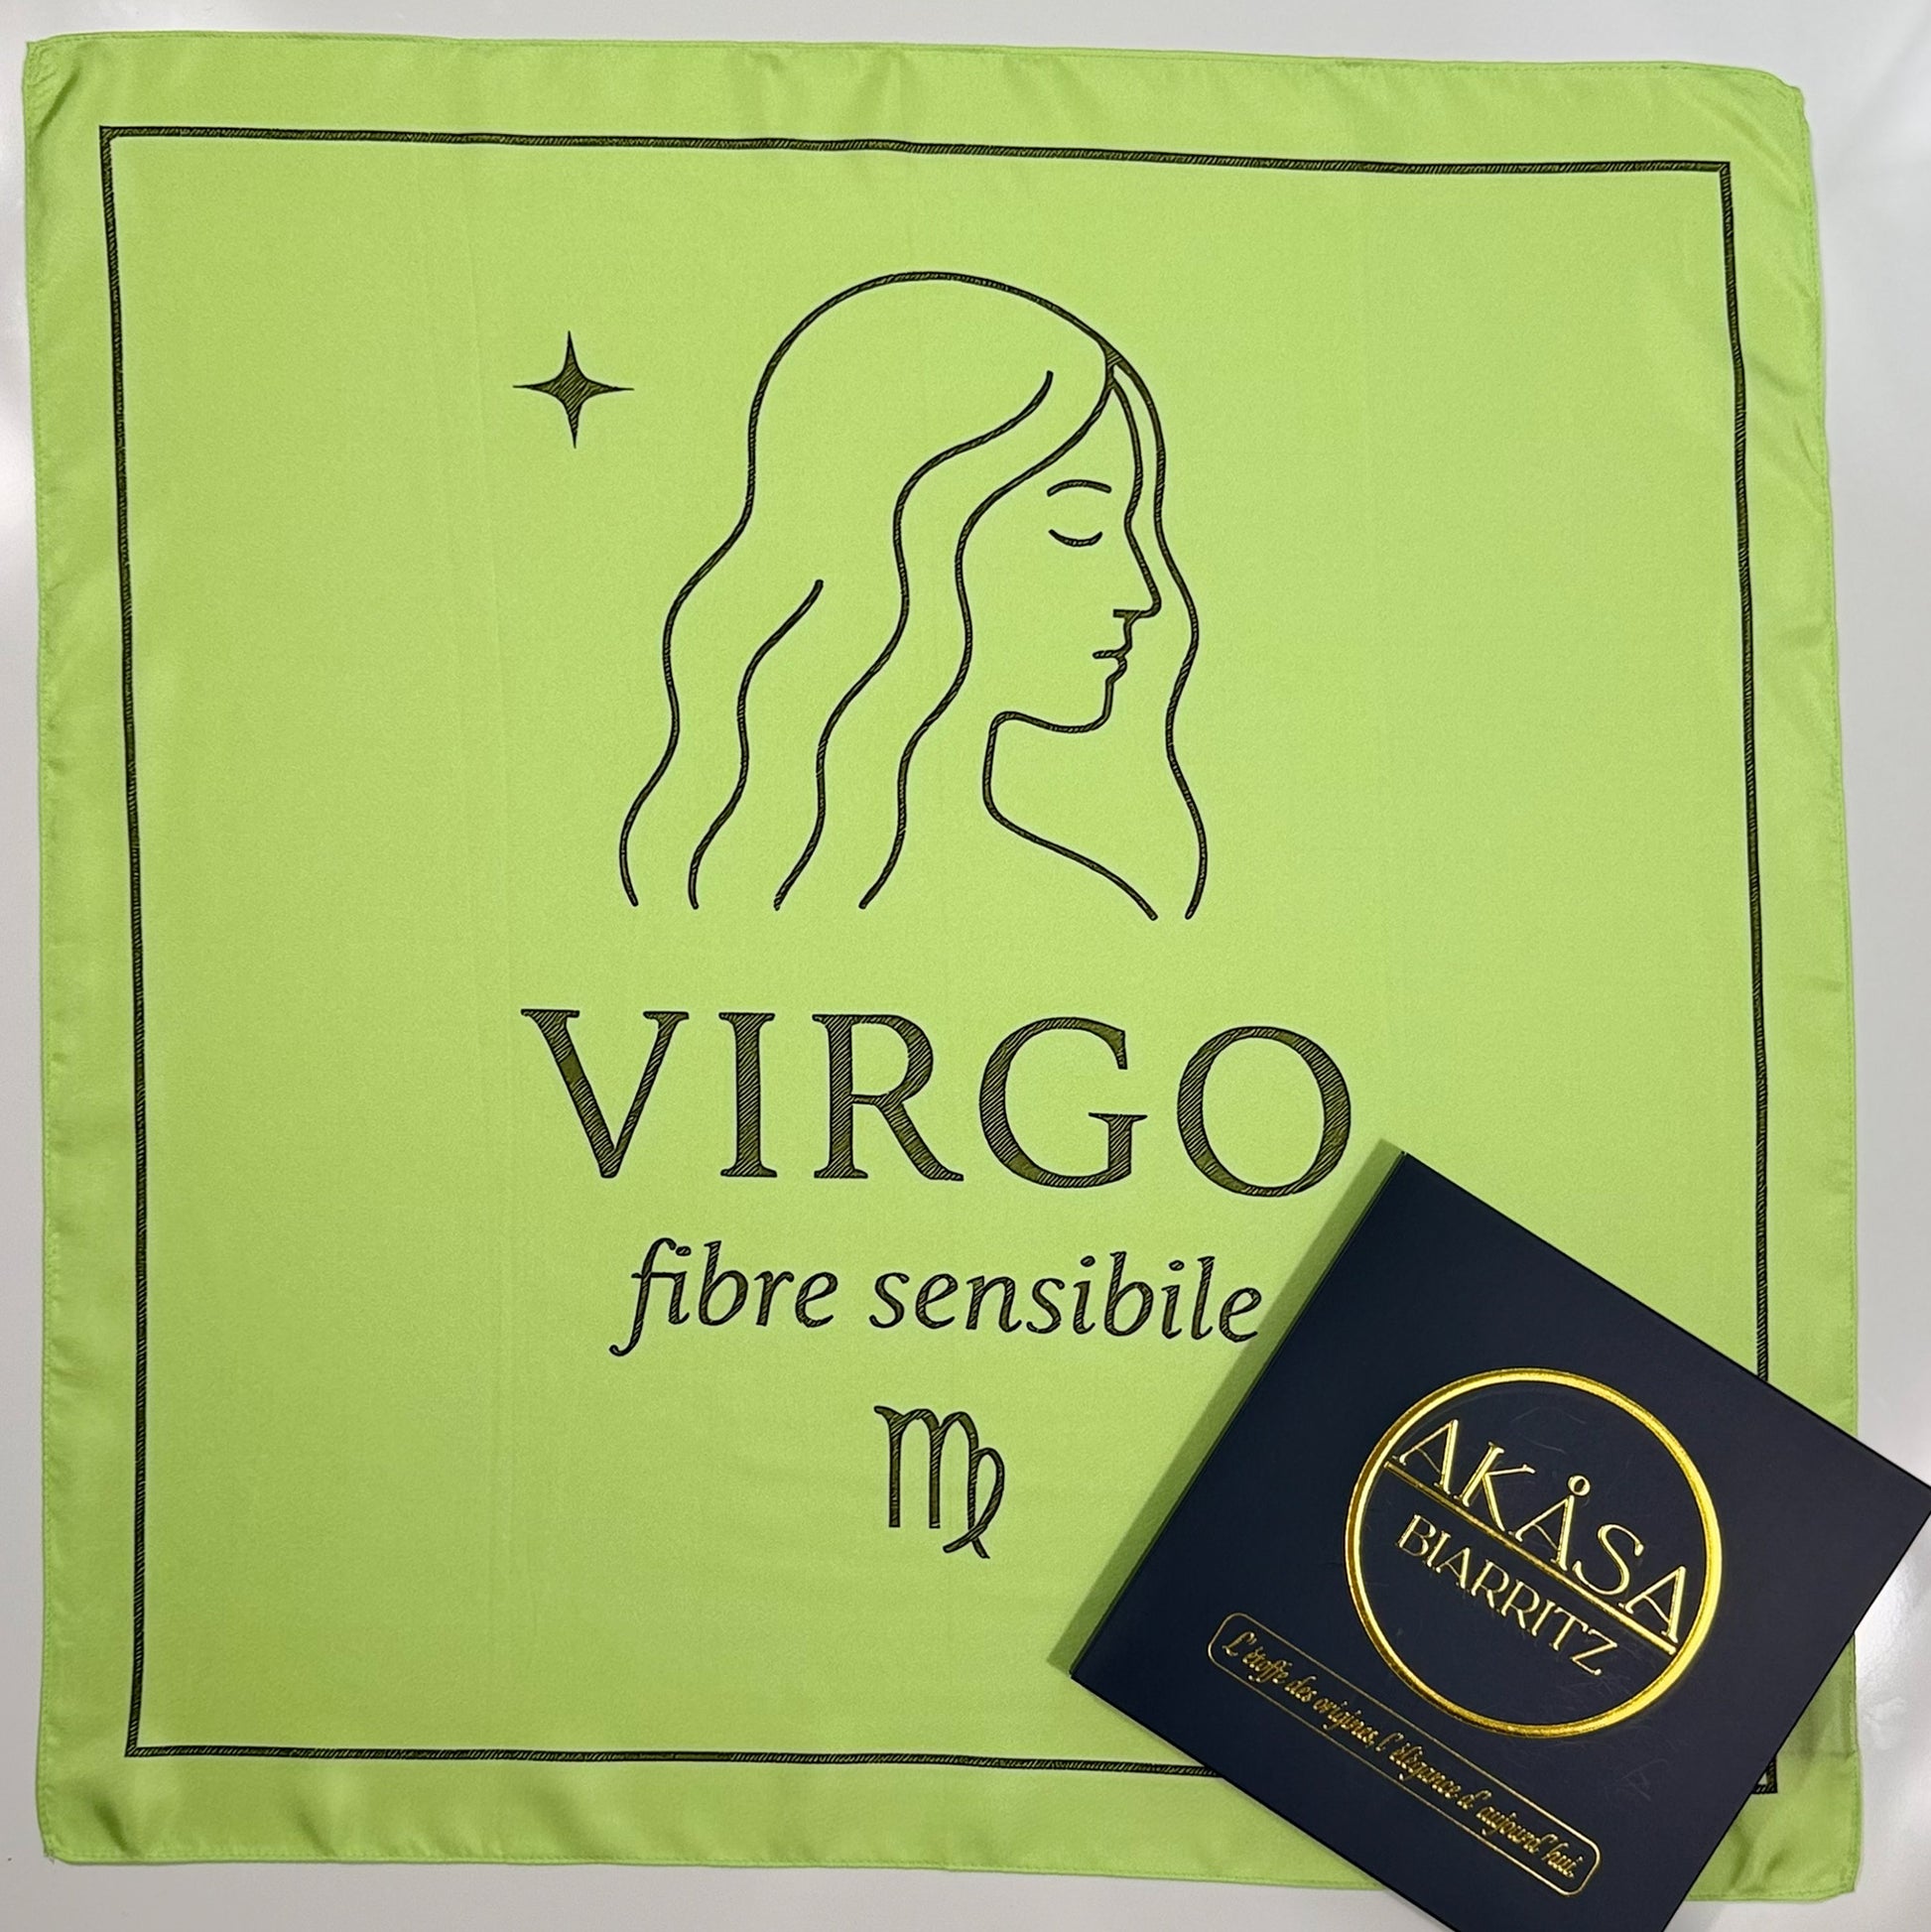 VIRGO
fibre sensibile
♍
AKÅSA
BIARRITZ
L'étoffe des origines, l'élégance d'aujourd'hui.